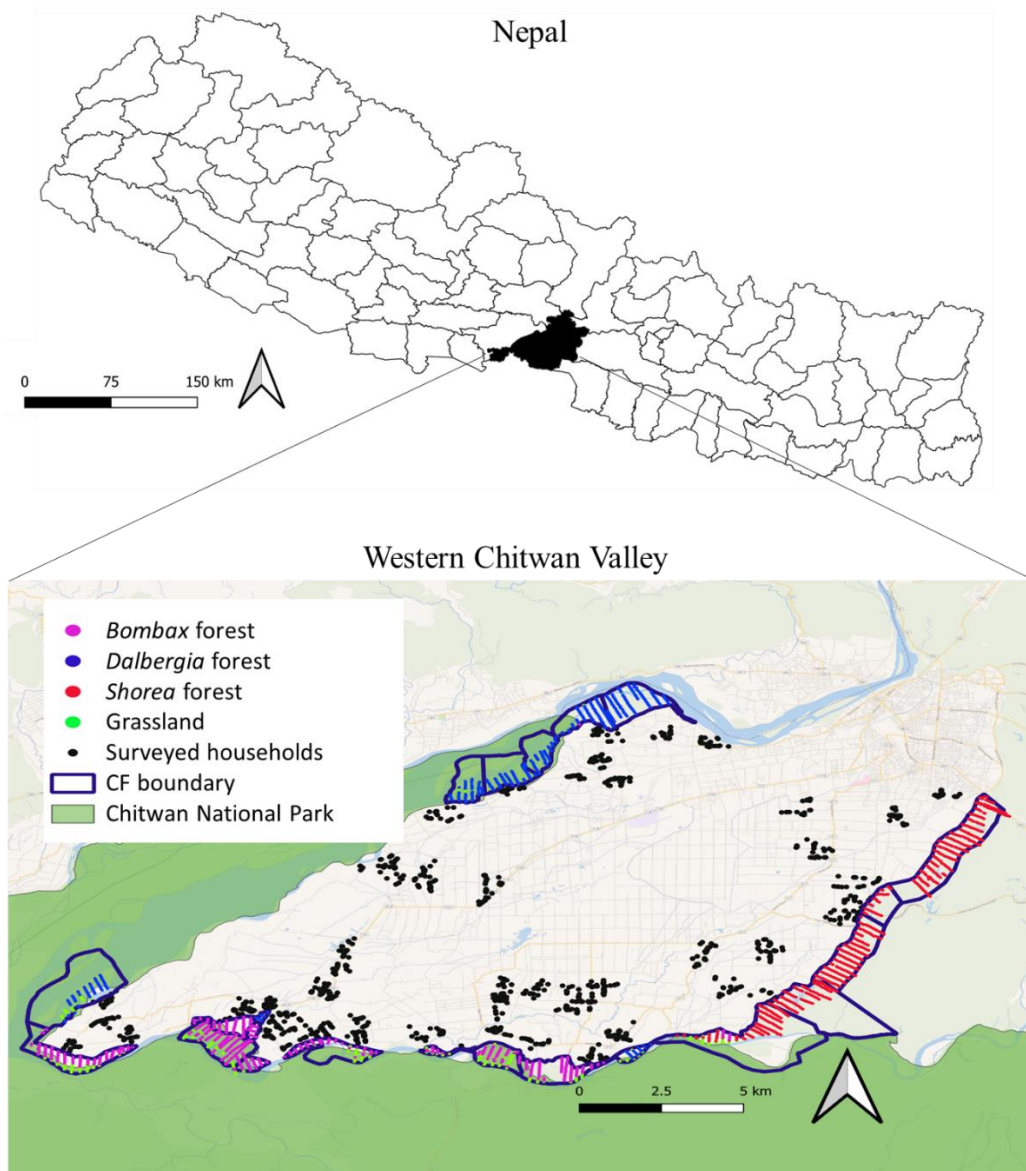 Nepal
0 75 150 km
Western Chitwan Valley
Bombax forest
Dalbergia forest
Shorea forest
Grassland
Surveyed households
CF boundary
Chitwan National Park
0 2.5 5 km